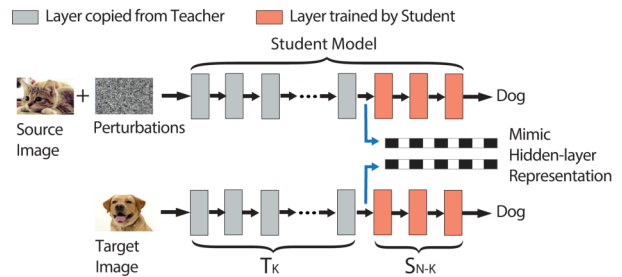 Layer copied from Teacher
Layer trained by Student
Student Model
Source
Image
+
Perturbations
Dog
Mimic
Hidden-layer
Representation
Target
Image
Dog
TK
SN-K